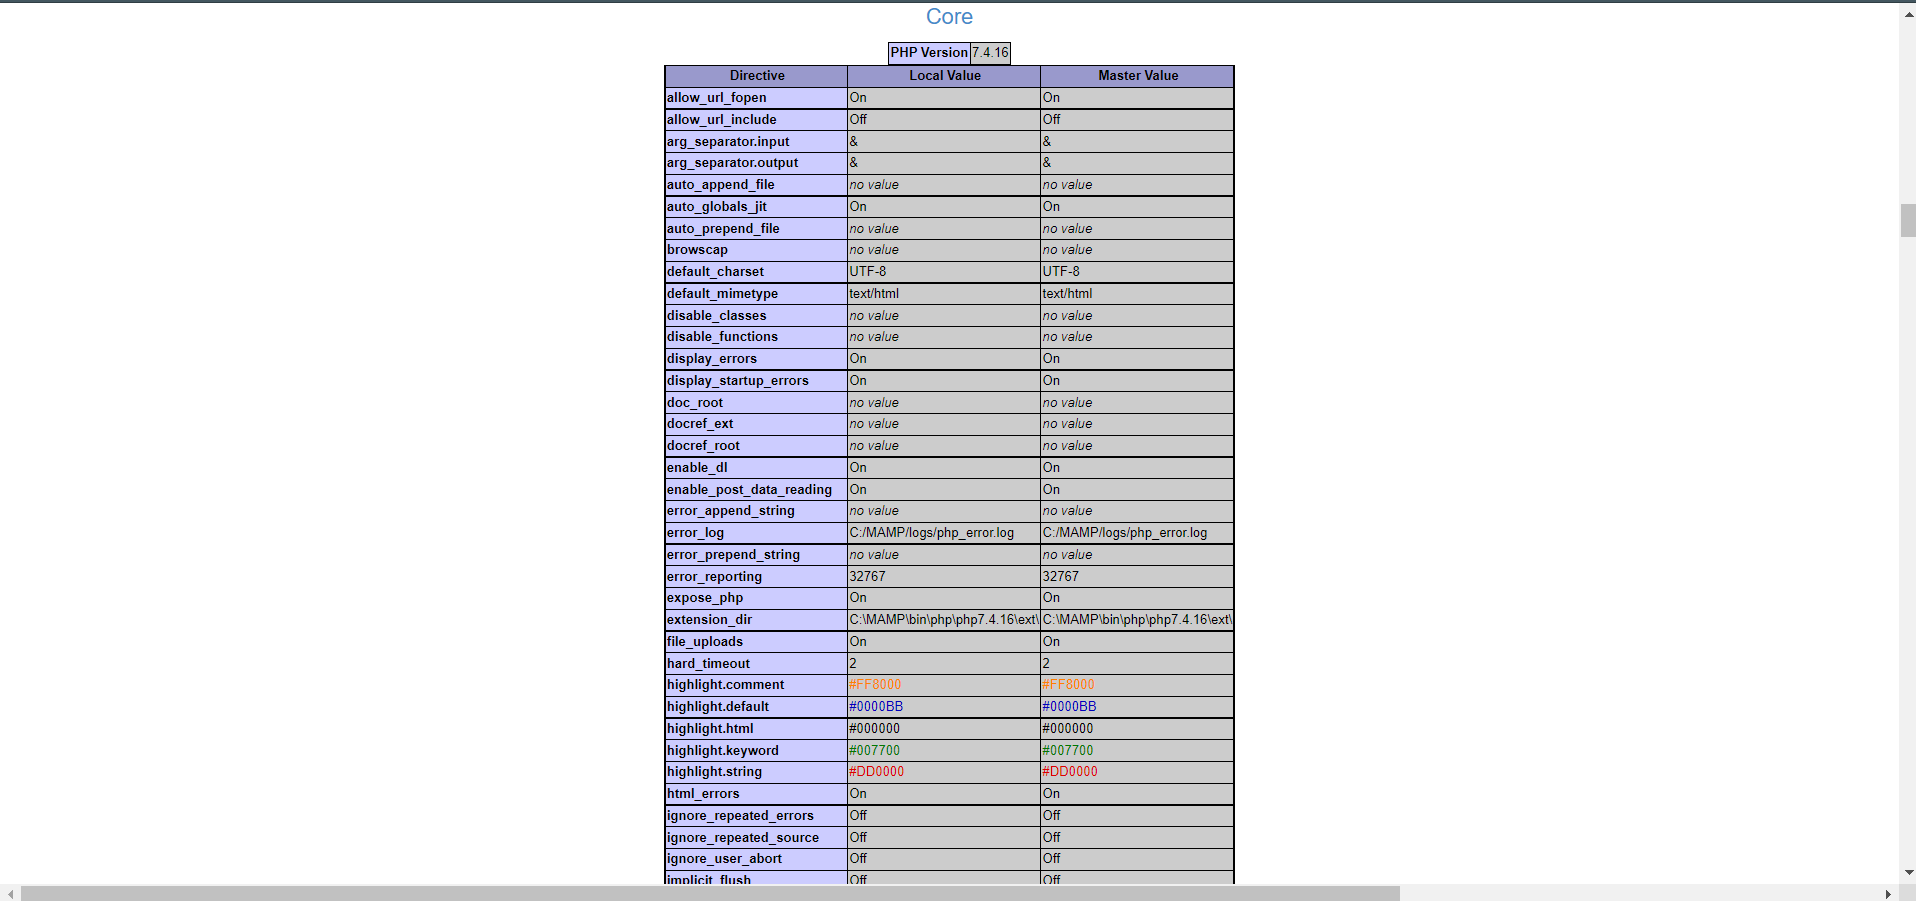 Core
PHP Version 7.4.16
Directive Local Value Master Value
allow_url_fopen On On
allow_url_include Off Off
arg_separator.input & &
arg_separator.output & &
auto_append_file no value no value
auto_globals_jit On On
auto_prepend_file no value no value
browscap no value no value
default_charset UTF-8 UTF-8
default_mimetype text/html text/html
disable_classes no value no value
disable_functions no value no value
display_errors On On
display_startup_errors On On
doc_root no value no value
docref_ext no value no value
docref_root no value no value
enable_dl On On
enable_post_data_reading On On
error_append_string no value no value
error_log C:/MAMP/logs/php_error.log C:/MAMP/logs/php_error.log
error_prepend_string no value no value
error_reporting 32767 32767
expose_php On On
extension_dir C:\MAMP\bin\php\php7.4.16\ext\ C:\MAMP\bin\php\php7.4.16\ext\
file_uploads On On
hard_timeout 2 2
highlight.comment #FF8000 #FF8000
highlight.default #0000BB #0000BB
highlight.html #000000 #000000
highlight.keyword #007700 #007700
highlight.string #DD0000 #DD0000
html_errors On On
ignore_repeated_errors Off Off
ignore_repeated_source Off Off
ignore_user_abort Off Off
implicit_flush Off Off